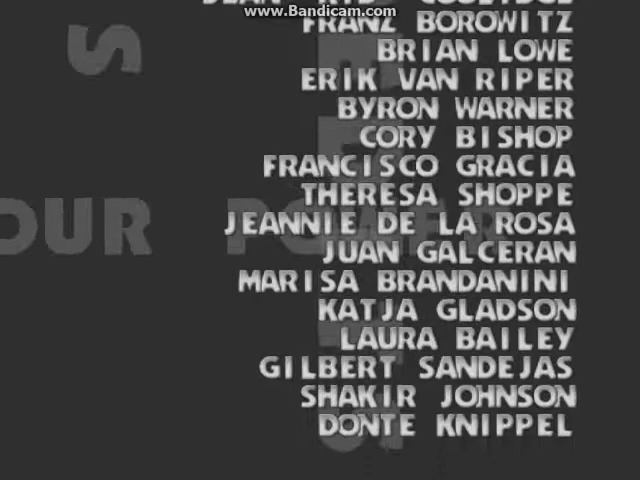 www.Bandicam.com
FRANZ BOROWITZ
BRIAN LOWE
ERIK VAN RIPER
BYRON WARNER
CORY BISHOP
FRANCISCO GRACIA
THERESA SHOPPE
OUR POWER
JEANNIE DE LA ROSA
JUAN GALCERAN
MARISA BRANDANINI
KATJA GLADSON
LAURA BAILEY
GILBERT SANDEJAS
SHAKIR JOHNSON
DONTE KNIPPEL